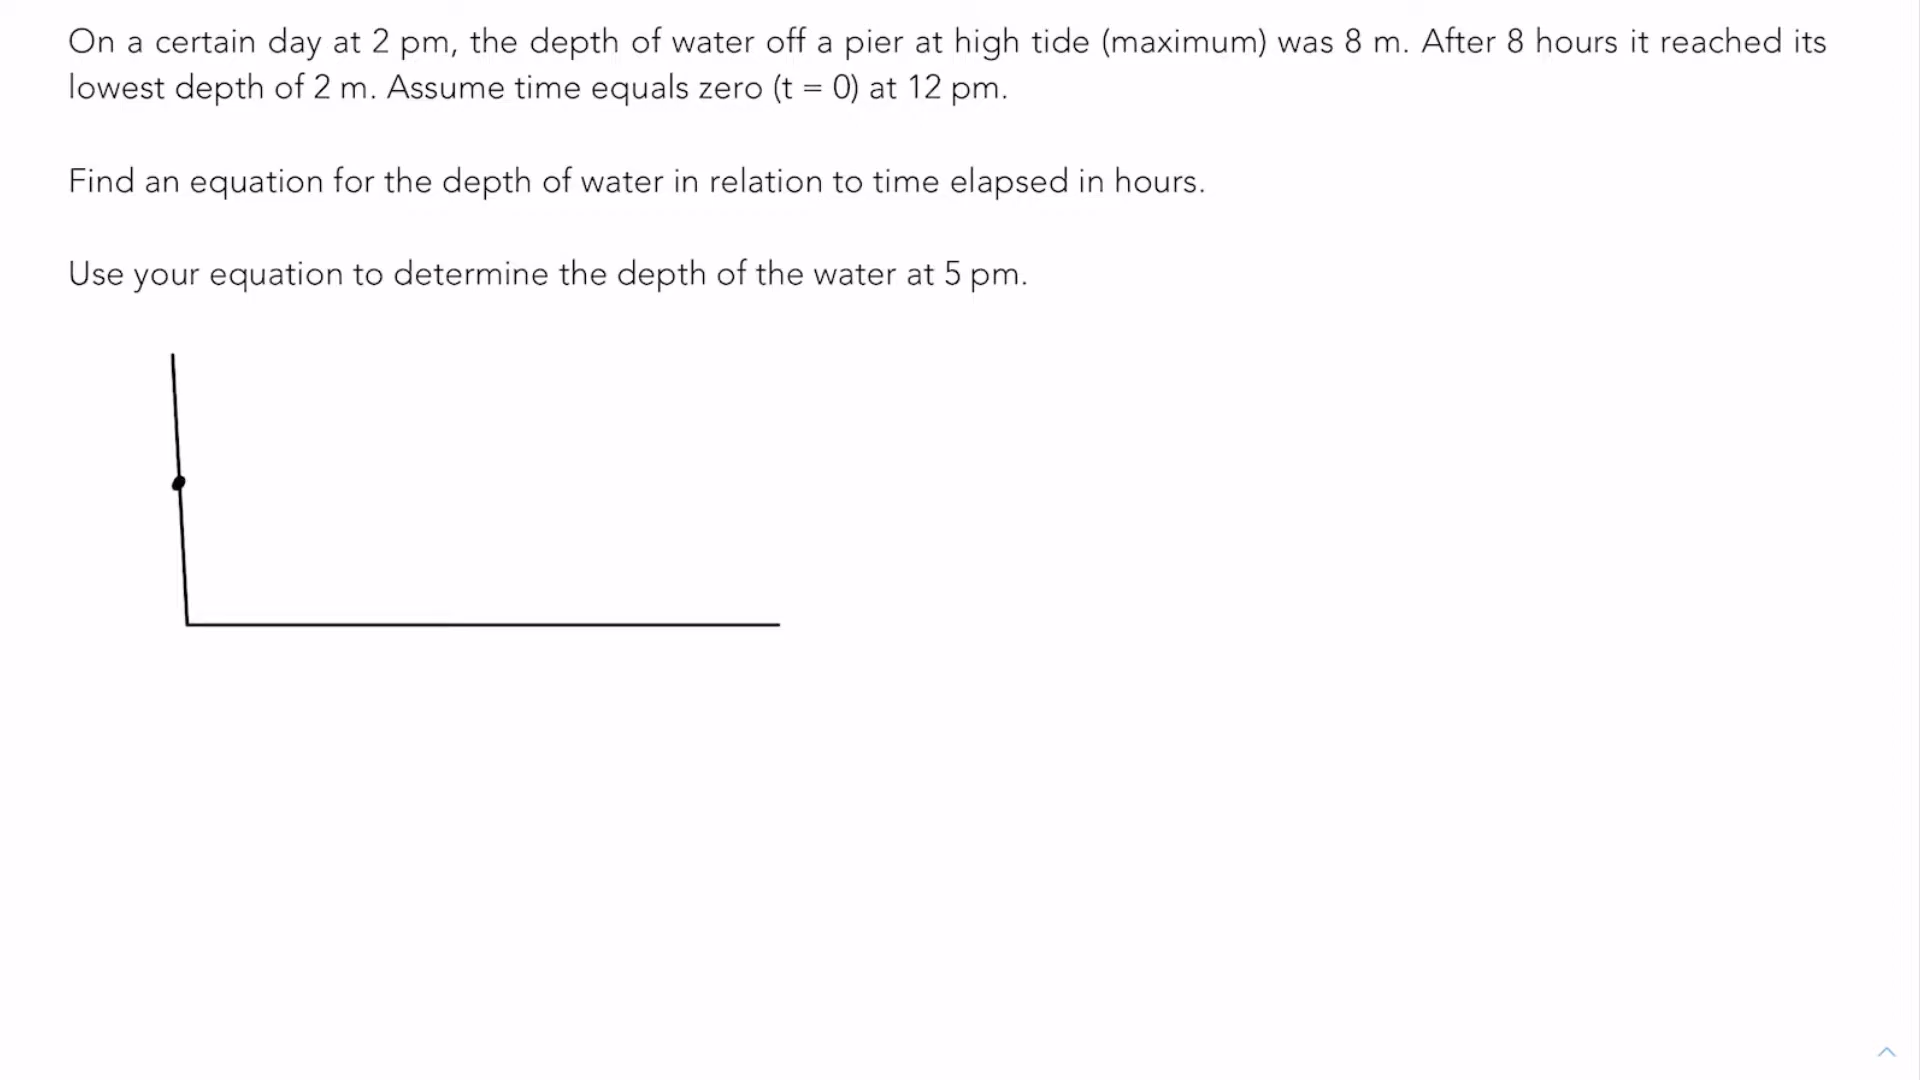 On a certain day at 2 pm, the depth of water off a pier at high tide (maximum) was 8 m. After 8 hours it reached its
lowest depth of 2 m. Assume time equals zero (t = 0) at 12 pm.
Find an equation for the depth of water in relation to time elapsed in hours.
Use your equation to determine the depth of the water at 5 pm.